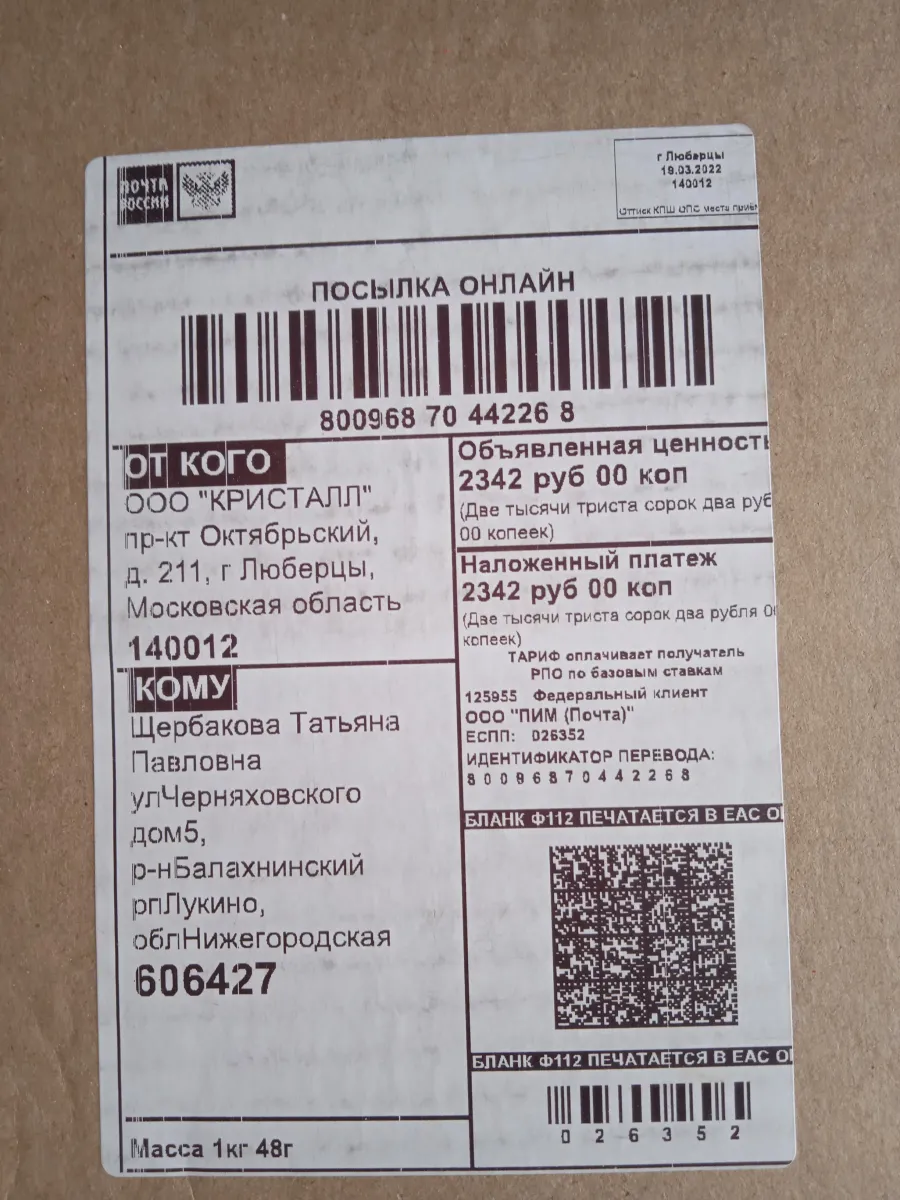 ПОЧТА
РОССИИ
г Люберцы
19.03.2022
140012
Оттиск КПШ ОПС места приём
ПОСЫЛКА ОНЛАЙН
800968 70 44226 8
ОТ КОГО
ООО "КРИСТАЛЛ"
пр-кт Октябрьский,
д. 211, г Люберцы,
Московская область
140012
Объявленная ценность
2342 руб 00 коп
(Две тысячи триста сорок два руб
00 копеек)
Наложенный платеж
2342 руб 00 коп
(Две тысячи триста сорок два рубля 00
копеек)
ТАРИФ оплачивает получатель
РПО по базовым ставкам
125955 Федеральный клиент
ООО "ПИМ (Почта)"
ЕСПП: 026352
ИДЕНТИФИКАТОР ПЕРЕВОДА:
80096870442268
КОМУ
Щербакова Татьяна
Павловна
улЧерняховского
дом5,
р-нБалахнинский
рпЛукино,
облНижегородская
606427
БЛАНК Ф112 ПЕЧАТАЕТСЯ В ЕАС ОП
БЛАНК Ф112 ПЕЧАТАЕТСЯ В ЕАС ОП
026352
Масса 1кг 48г